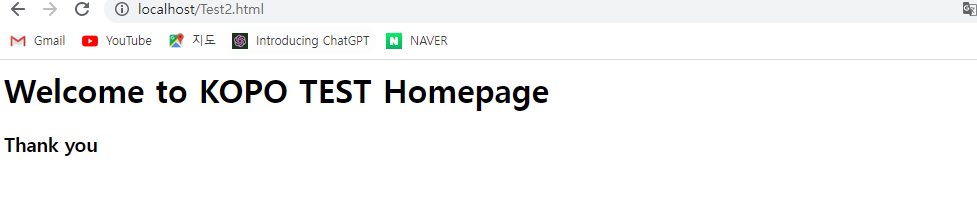 localhost/Test2.html
Gmail YouTube 지도 Introducing ChatGPT NAVER
Welcome to KOPO TEST Homepage
Thank you